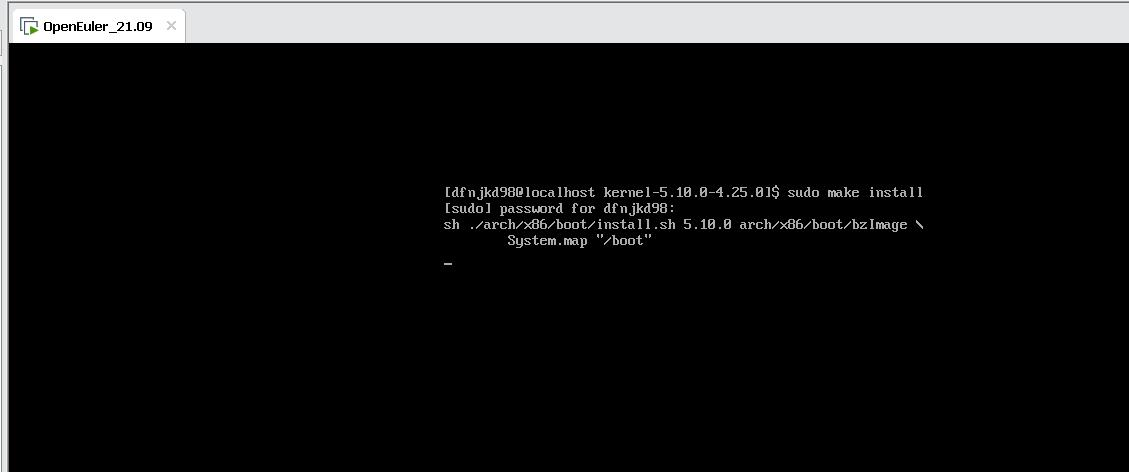 OpenEuler_21.09
[dfnjkd98@localhost kernel-5.10.0-4.25.0]$ sudo make install
[sudo] password for dfnjkd98:
sh ./arch/x86/boot/install.sh 5.10.0 arch/x86/boot/bzImage \
System.map "/boot"